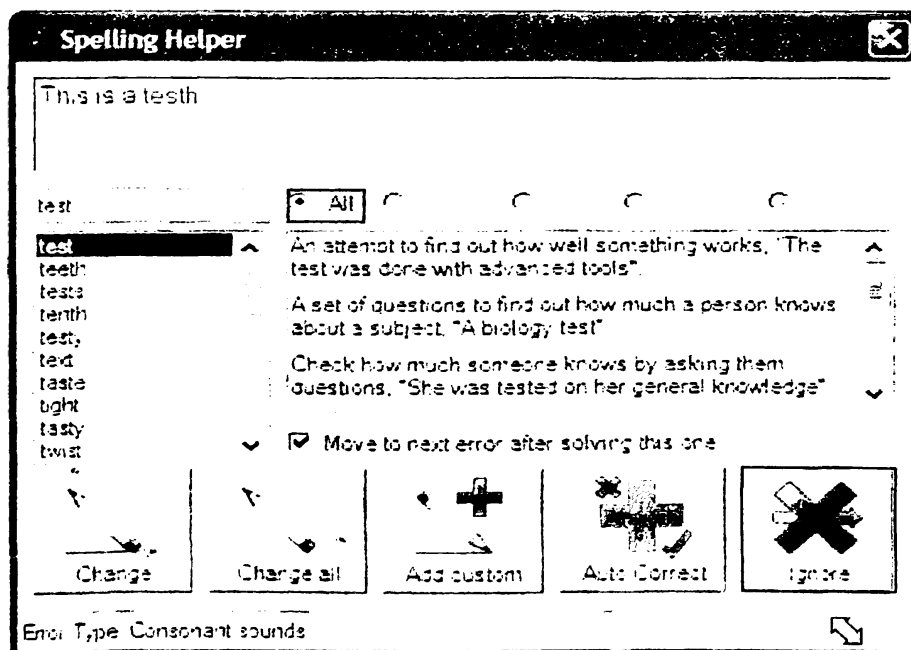 Spelling Helper
This is a testh
test
All
test
teeth
tests
tenth
testy
text
taste
tight
tasty
twist
An attempt to find out how well something works, "The
test was done with advanced tools".
A set of questions to find out how much a person knows
about a subject, "A biology test"
Check how much someone knows by asking them
questions, "She was tested on her general knowledge"
Move to next error after solving this one
Change
Change all
Add custom
Auto Correct
Ignore
Error Type: Consonant sounds